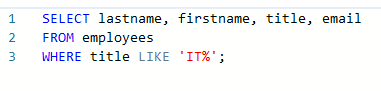 1 SELECT lastname, firstname, title, email
2 FROM employees
3 WHERE title LIKE 'IT%';